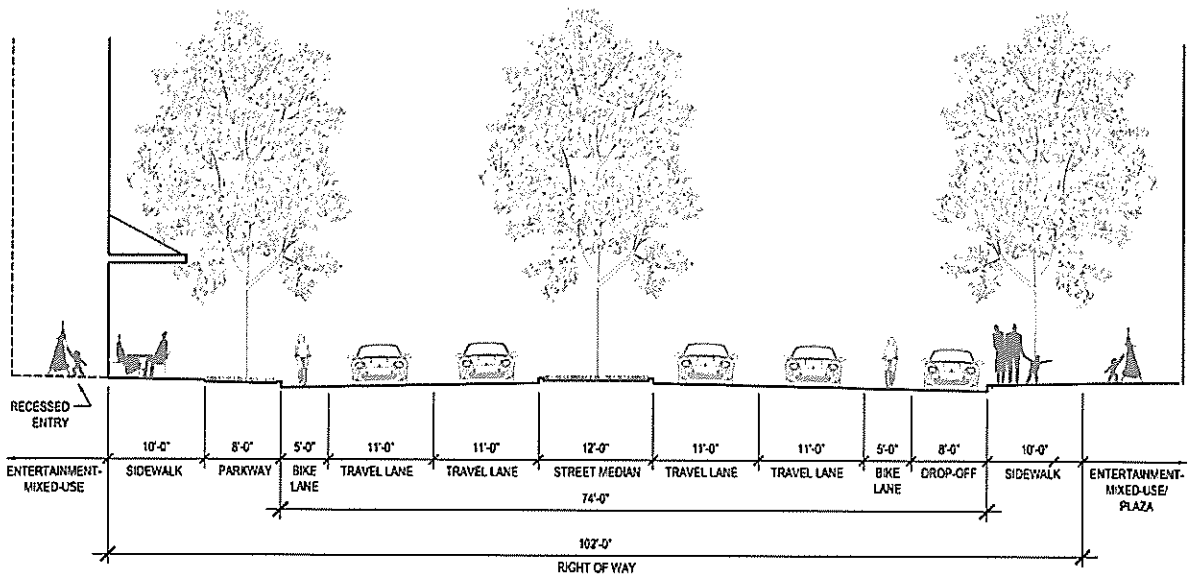 RECESSED
ENTRY
10'-0" 8'-0" 5'-0" 11'-0" 11'-0" 12'-0" 11'-0" 11'-0" 5'-0" 8'-0" 10'-0"
ENTERTAINMENT-
MIXED-USE
SIDEWALK
PARKWAY
BIKE
LANE
TRAVEL LANE
TRAVEL LANE
STREET MEDIAN
TRAVEL LANE
TRAVEL LANE
BIKE
LANE
DROP-OFF
SIDEWALK
ENTERTAINMENT-
MIXED-USE/
PLAZA
74'-0"
102'-0"
RIGHT OF WAY